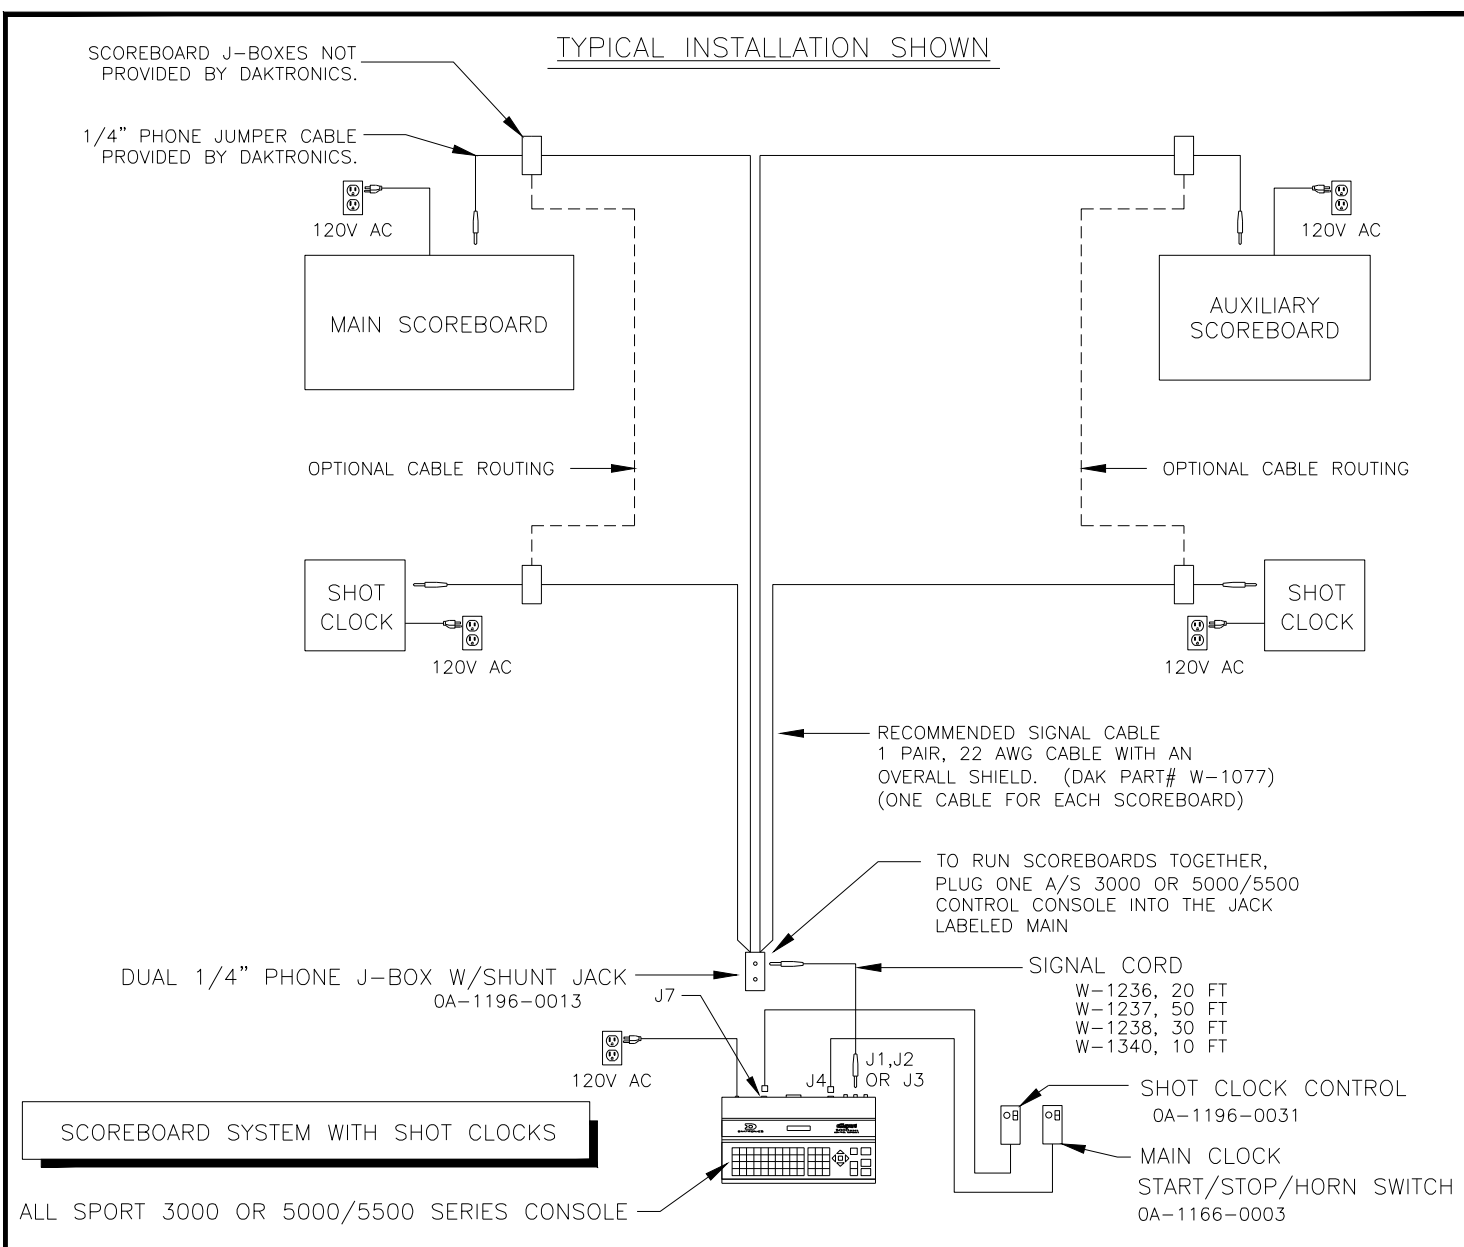 TYPICAL INSTALLATION SHOWN
SCOREBOARD J-BOXES NOT
PROVIDED BY DAKTRONICS.
1/4" PHONE JUMPER CABLE
PROVIDED BY DAKTRONICS.
120V AC
120V AC
MAIN SCOREBOARD
AUXILIARY
SCOREBOARD
OPTIONAL CABLE ROUTING
OPTIONAL CABLE ROUTING
SHOT
CLOCK
SHOT
CLOCK
120V AC
120V AC
RECOMMENDED SIGNAL CABLE
1 PAIR, 22 AWG CABLE WITH AN
OVERALL SHIELD. (DAK PART# W-1077)
(ONE CABLE FOR EACH SCOREBOARD)
TO RUN SCOREBOARDS TOGETHER,
PLUG ONE A/S 3000 OR 5000/5500
CONTROL CONSOLE INTO THE JACK
LABELED MAIN
DUAL 1/4" PHONE J-BOX W/SHUNT JACK
0A-1196-0013
SIGNAL CORD
W-1236, 20 FT
W-1237, 50 FT
W-1238, 30 FT
W-1340, 10 FT
J7
120V AC
J4
J1,J2
OR J3
SHOT CLOCK CONTROL
0A-1196-0031
MAIN CLOCK
START/STOP/HORN SWITCH
0A-1166-0003
SCOREBOARD SYSTEM WITH SHOT CLOCKS
ALL SPORT 3000 OR 5000/5500 SERIES CONSOLE